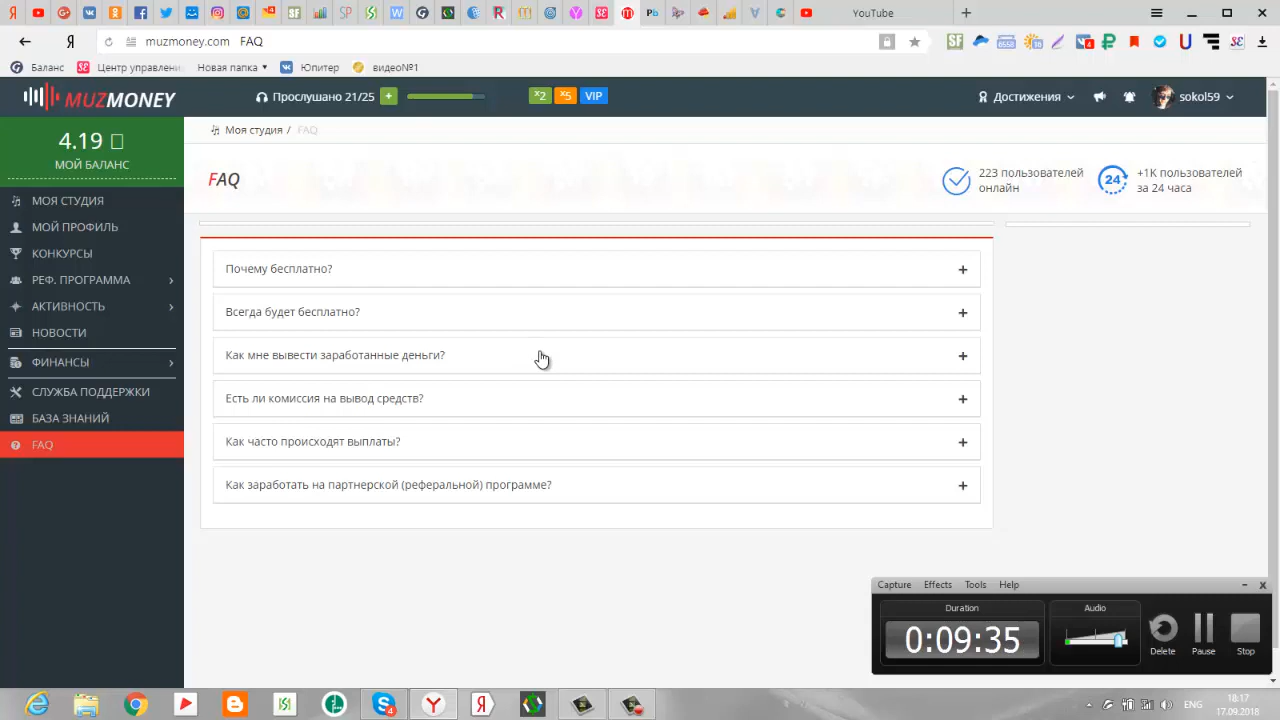 YouTube
muzmoney.com FAQ
Баланс
Центр управлени
Новая папка
Юпитер
видео№1
MUZMONEY
Прослушано 21/25
x2
x5
VIP
Достижения
sokol59
4.19
МОЙ БАЛАНС
Моя студия / FAQ
FAQ
223 пользователей
онлайн
24
+1K пользователей
за 24 часа
МОЯ СТУДИЯ
МОЙ ПРОФИЛЬ
КОНКУРСЫ
РЕФ. ПРОГРАММА
АКТИВНОСТЬ
НОВОСТИ
ФИНАНСЫ
СЛУЖБА ПОДДЕРЖКИ
БАЗА ЗНАНИЙ
FAQ
Почему бесплатно?
Всегда будет бесплатно?
Как мне вывести заработанные деньги?
Есть ли комиссия на вывод средств?
Как часто происходят выплаты?
Как заработать на партнерской (реферальной) программе?
Capture Effects Tools Help
Duration
0:09:35
Audio
Delete
Pause
Stop
ENG
18:17
17.09.2018